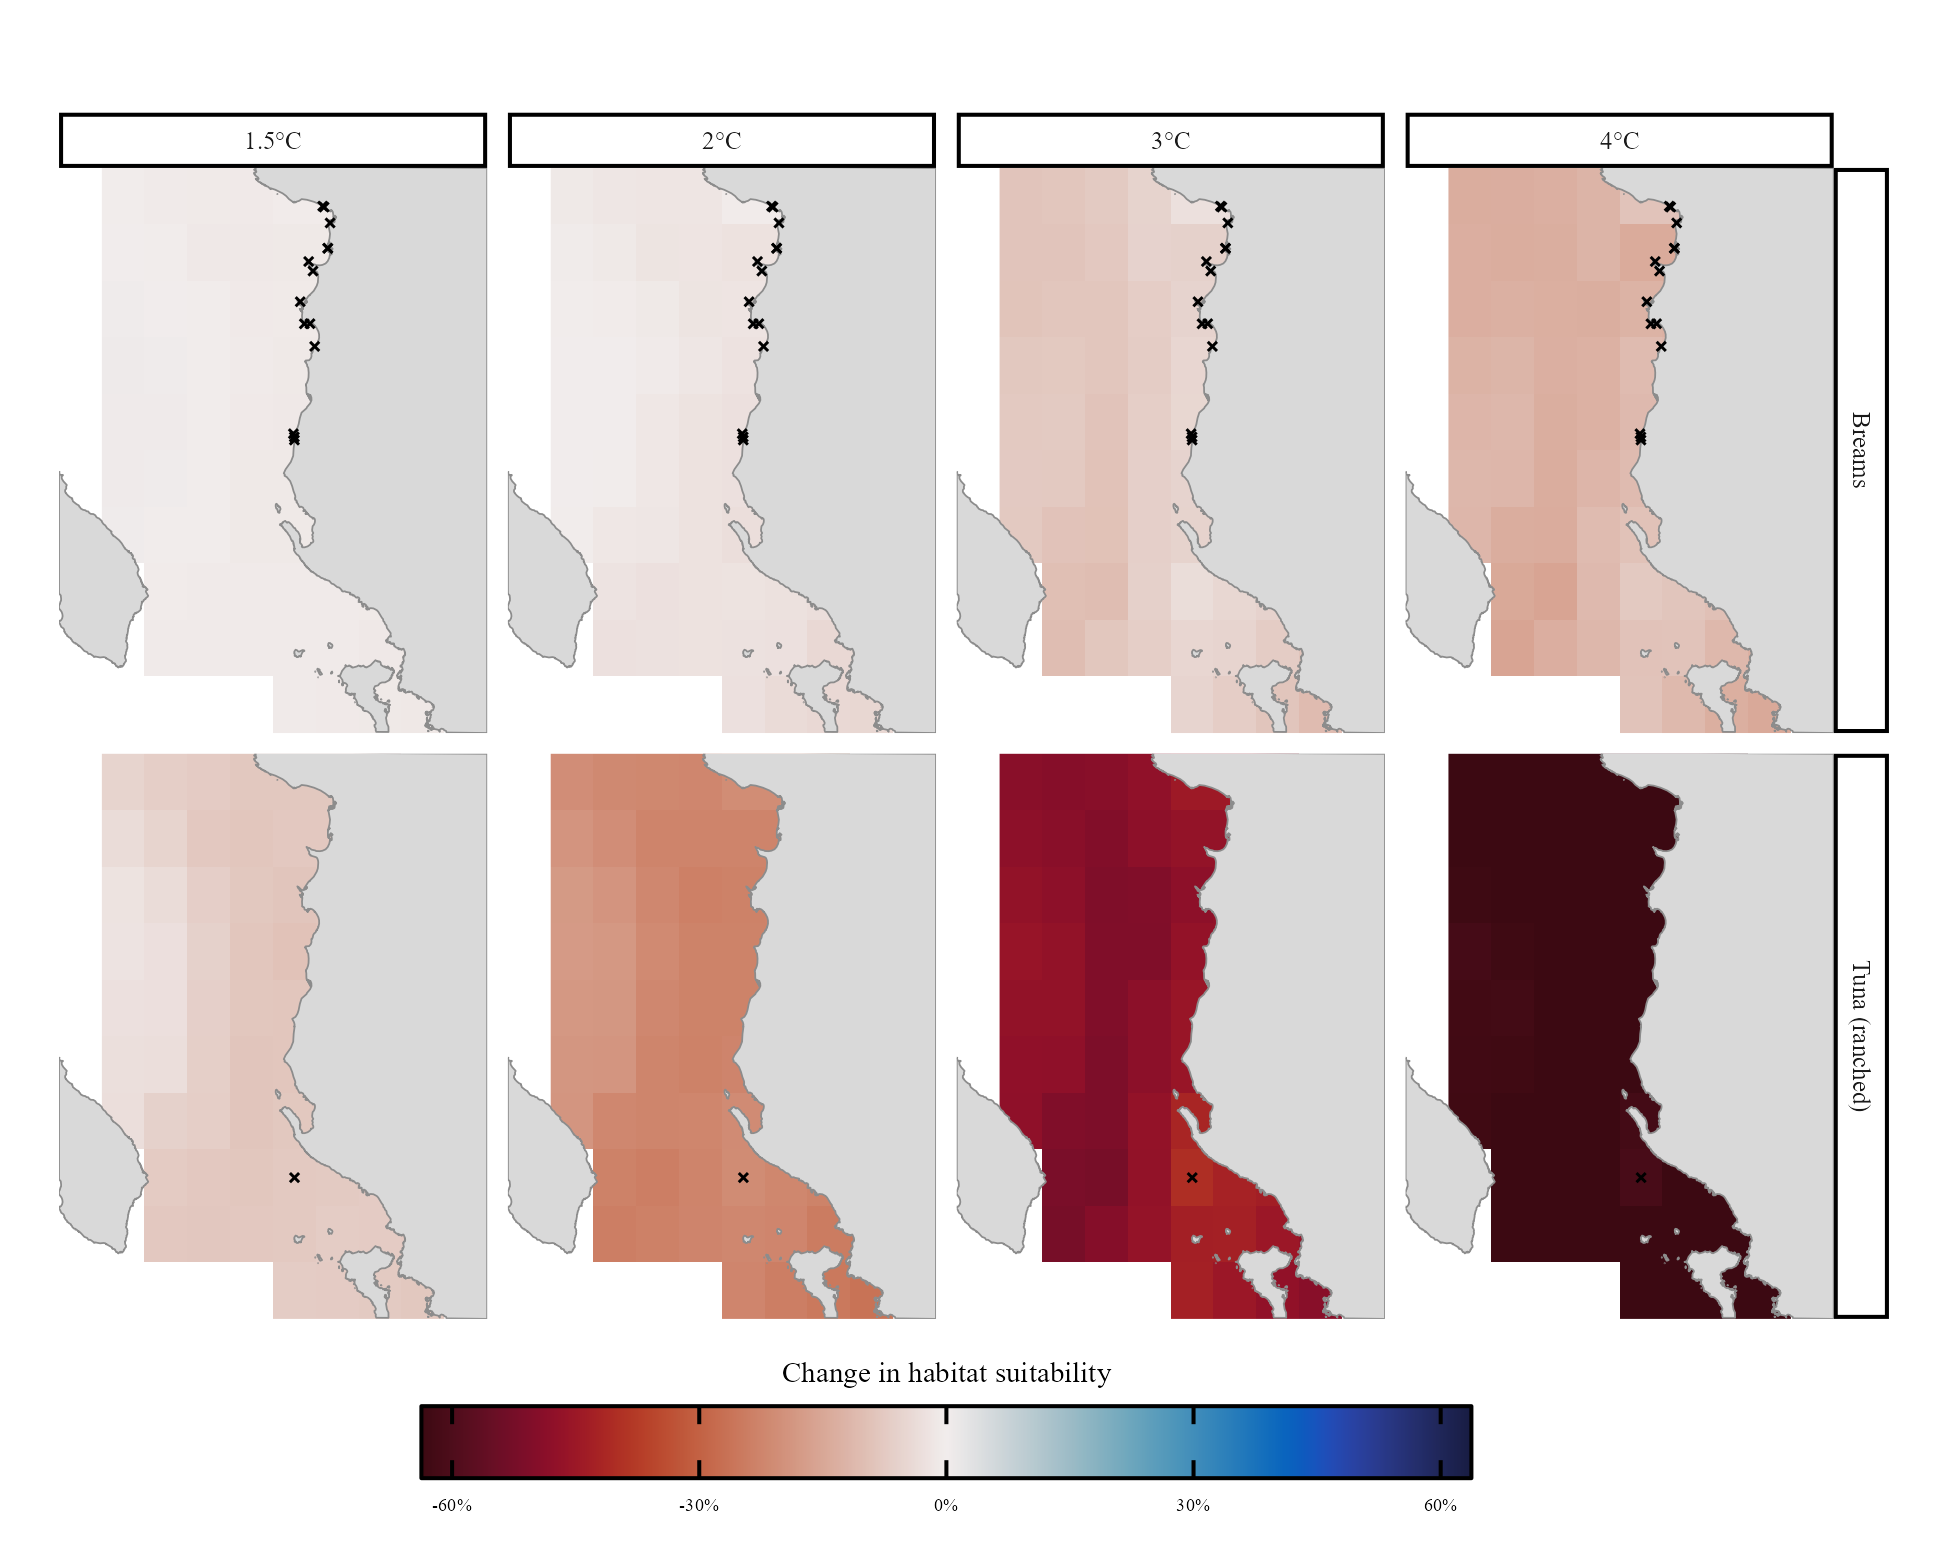 1.5°C
2°C
3°C
4°C
Breams
Tuna (ranched)
Change in habitat suitability
-60%
-30%
0%
30%
60%